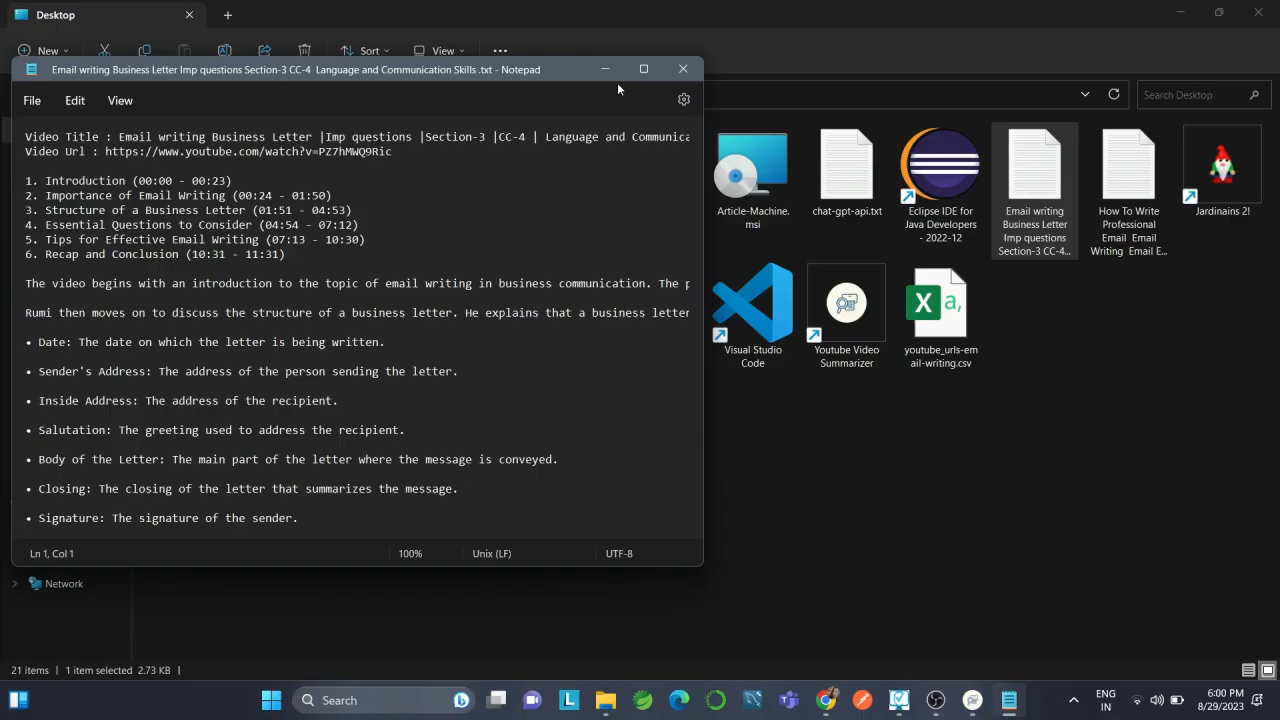 Desktop
New
Sort
View
Search Desktop
Email writing Business Letter Imp questions Section-3 CC-4  Language and Communication Skills .txt - Notepad
File
Edit
View
Video Title : Email writing Business Letter |Imp questions |Section-3 |CC-4 | Language and Communica
Video Url : https://www.youtube.com/watch?v=PZ7hMWQ9Ric
1. Introduction (00:00 - 00:23)
2. Importance of Email Writing (00:24 - 01:50)
3. Structure of a Business Letter (01:51 - 04:53)
4. Essential Questions to Consider (04:54 - 07:12)
5. Tips for Effective Email Writing (07:13 - 10:30)
6. Recap and Conclusion (10:31 - 11:31)
The video begins with an introduction to the topic of email writing in business communication. The p
Rumi then moves on to discuss the structure of a business letter. He explains that a business letter
• Date: The date on which the letter is being written.
• Sender's Address: The address of the person sending the letter.
• Inside Address: The address of the recipient.
• Salutation: The greeting used to address the recipient.
• Body of the Letter: The main part of the letter where the message is conveyed.
• Closing: The closing of the letter that summarizes the message.
• Signature: The signature of the sender.
Ln 1, Col 1
100%
Unix (LF)
UTF-8
Article-Machine.
msi
chat-gpt-api.txt
Eclipse IDE for
Java Developers
- 2022-12
Email writing
Business Letter
Imp questions
Section-3 CC-4...
How To Write
Professional
Email  Email
Writing  Email E...
Jardinains 2!
Visual Studio
Code
Youtube Video
Summarizer
youtube_urls-em
ail-writing.csv
Network
21 items
1 item selected  2.73 KB
Search
ENG
IN
6:00 PM
8/29/2023